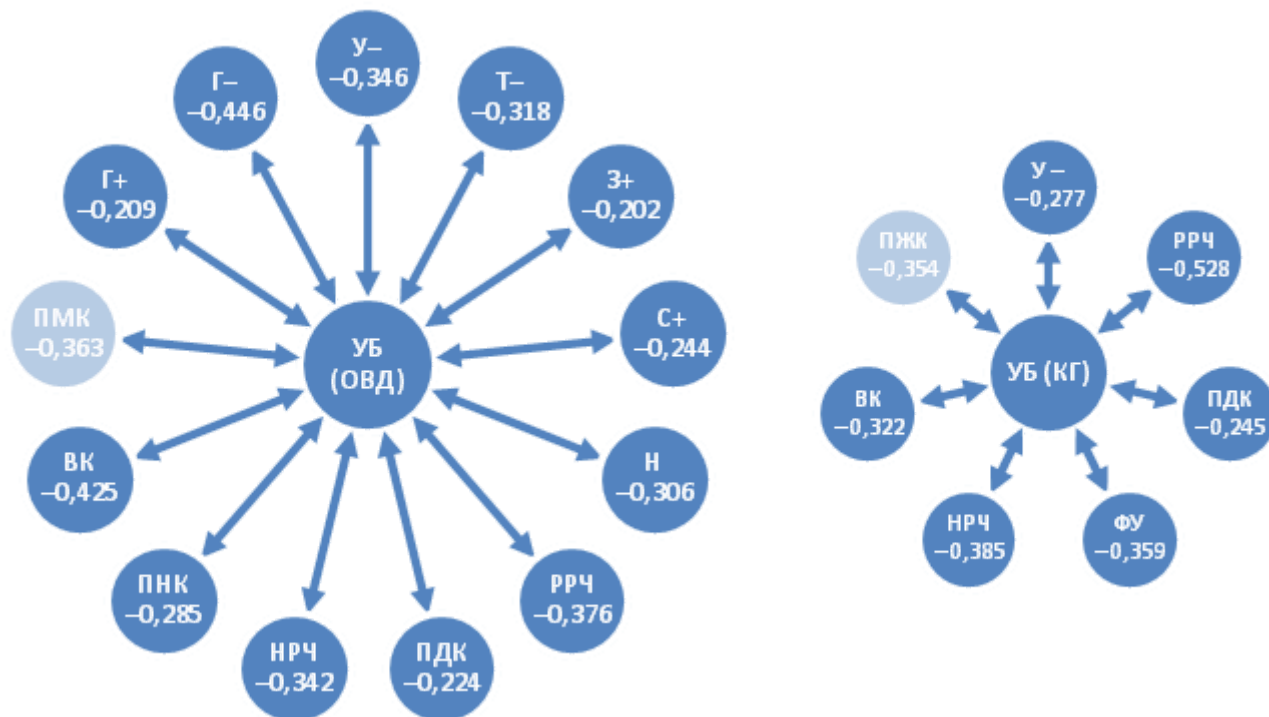 У–
–0,346
Т–
–0,318
З+
–0,202
С+
–0,244
Н
–0,306
РРЧ
–0,376
ПДК
–0,224
НРЧ
–0,342
ПНК
–0,285
ВК
–0,425
ПМК
–0,363
Г+
–0,209
Г–
–0,446
УБ
(ОВД)
У –
–0,277
РРЧ
–0,528
ПДК
–0,245
ФУ
–0,359
НРЧ
–0,385
ВК
–0,322
ПЖК
–0,354
УБ (КГ)